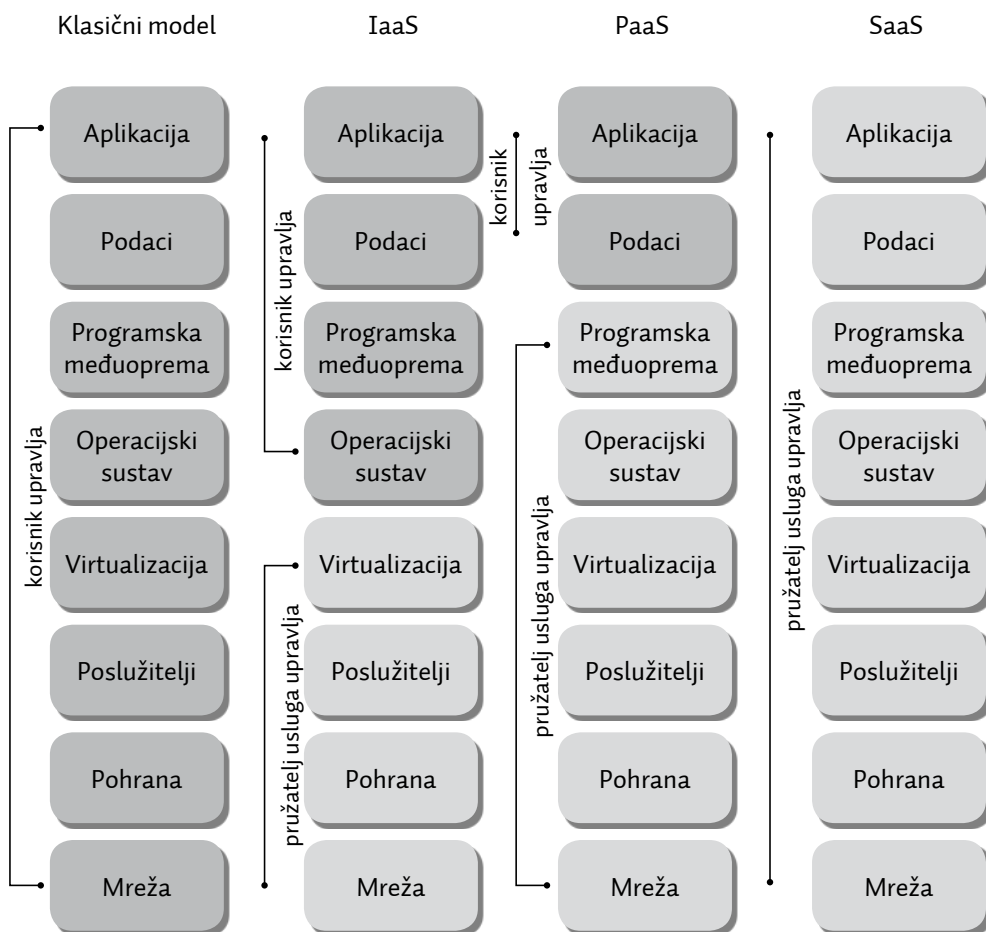 Klasični model
IaaS
PaaS
SaaS
Aplikacija
Podaci
Programska
međuoprema
Operacijski
sustav
Virtualizacija
Poslužitelji
Pohrana
Mreža
korisnik upravlja
Aplikacija
Podaci
Programska
međuoprema
Operacijski
sustav
Virtualizacija
Poslužitelji
Pohrana
Mreža
korisnik upravlja
pružatelj usluga upravlja
Aplikacija
Podaci
Programska
međuoprema
Operacijski
sustav
Virtualizacija
Poslužitelji
Pohrana
Mreža
korisnik
upravlja
pružatelj usluga upravlja
Aplikacija
Podaci
Programska
međuoprema
Operacijski
sustav
Virtualizacija
Poslužitelji
Pohrana
Mreža
pružatelj usluga upravlja